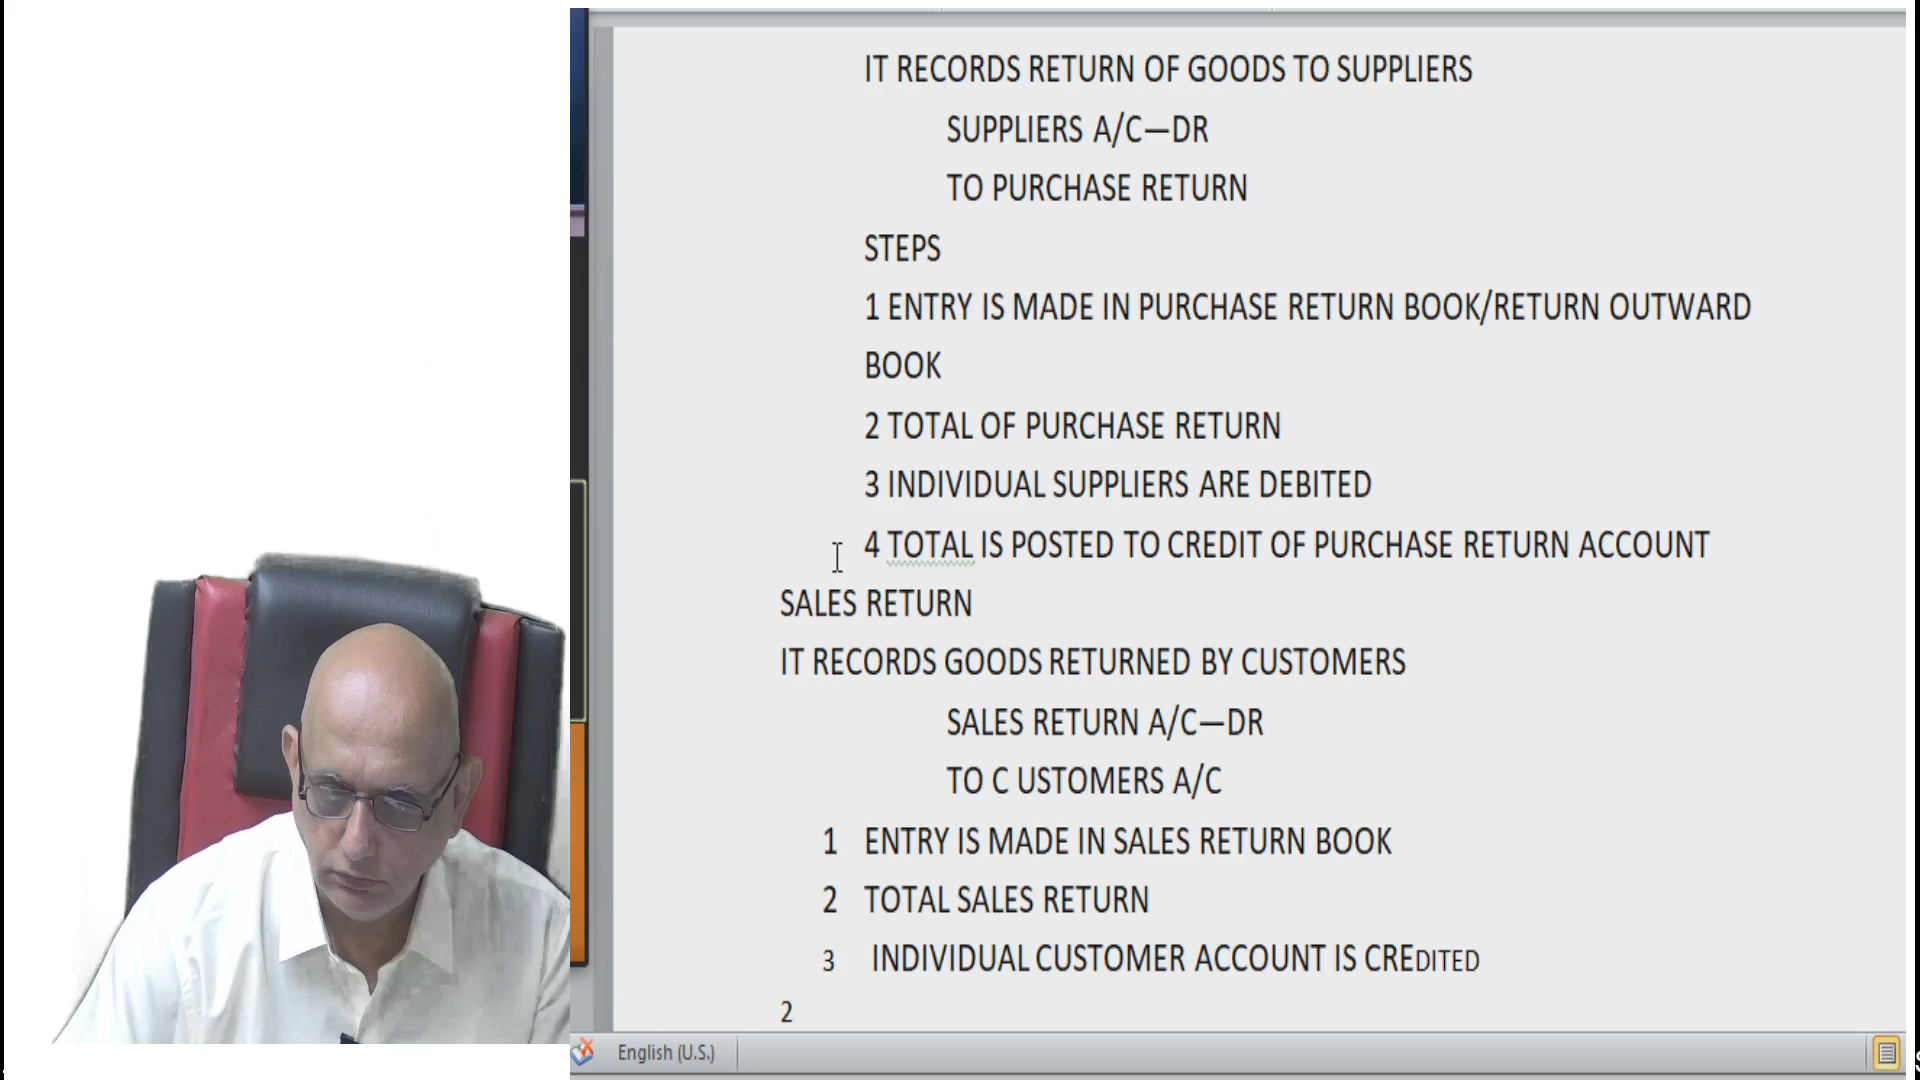 IT RECORDS RETURN OF GOODS TO SUPPLIERS
SUPPLIERS A/C—DR
TO PURCHASE RETURN
STEPS
1 ENTRY IS MADE IN PURCHASE RETURN BOOK/RETURN OUTWARD
BOOK
2 TOTAL OF PURCHASE RETURN
3 INDIVIDUAL SUPPLIERS ARE DEBITED
4 TOTAL IS POSTED TO CREDIT OF PURCHASE RETURN ACCOUNT
SALES RETURN
IT RECORDS GOODS RETURNED BY CUSTOMERS
SALES RETURN A/C—DR
TO C USTOMERS A/C
1 ENTRY IS MADE IN SALES RETURN BOOK
2 TOTAL SALES RETURN
3 INDIVIDUAL CUSTOMER ACCOUNT IS CREDITED
2
English (U.S.)